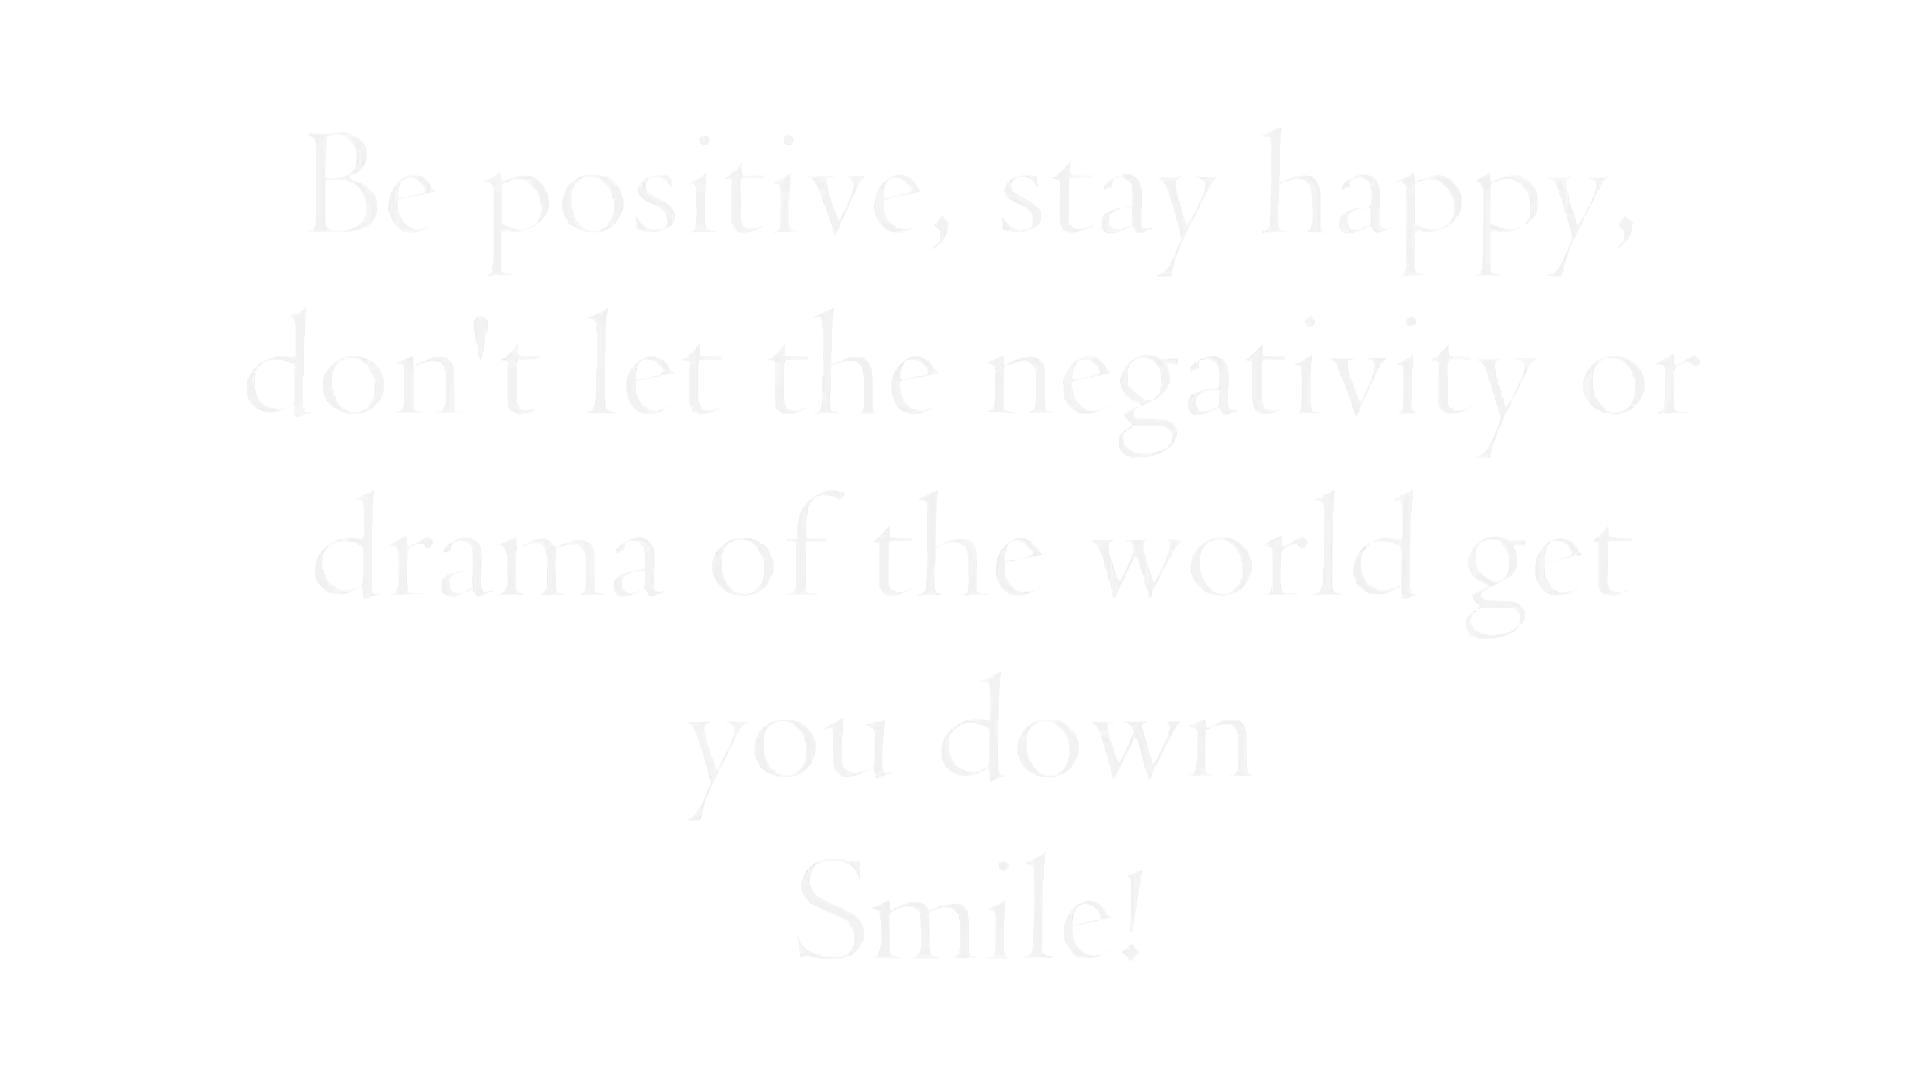 Be positive, stay happy,
don't let the negativity or
drama of the world get
you down
Smile!